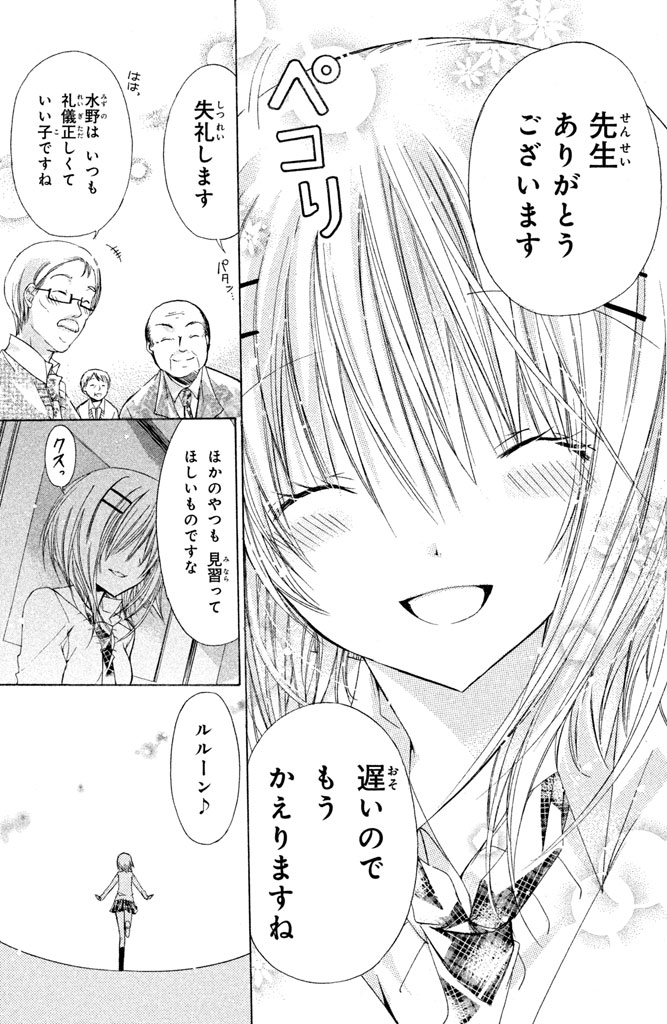 先生
ありがとう
ございます
ペコリ
遅いので
もう
かえりますね
失礼します
パタン…
水野は いつも
礼儀正しくて
いい子ですね
はは。
ほかのやつも 見習って
ほしいものですな
クスっ
ルルーン♪